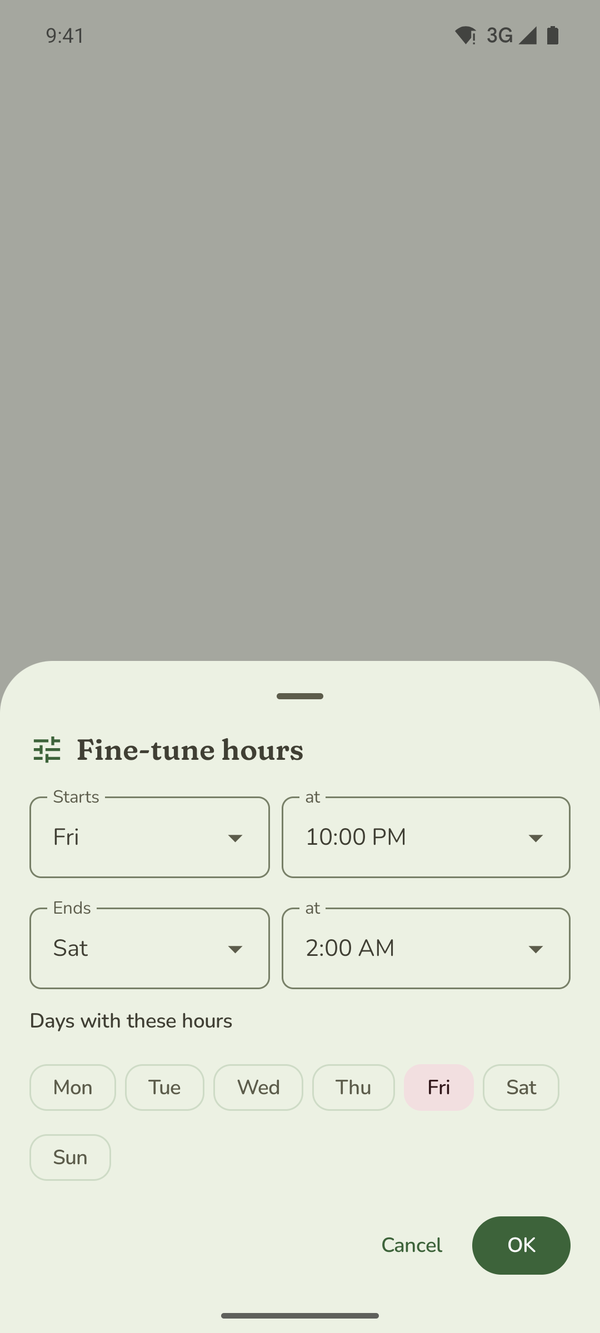 9:41
3G
Fine-tune hours
Starts
at
Fri
10:00 PM
Ends
at
Sat
2:00 AM
Days with these hours
Mon Tue Wed Thu Fri Sat
Sun
Cancel OK